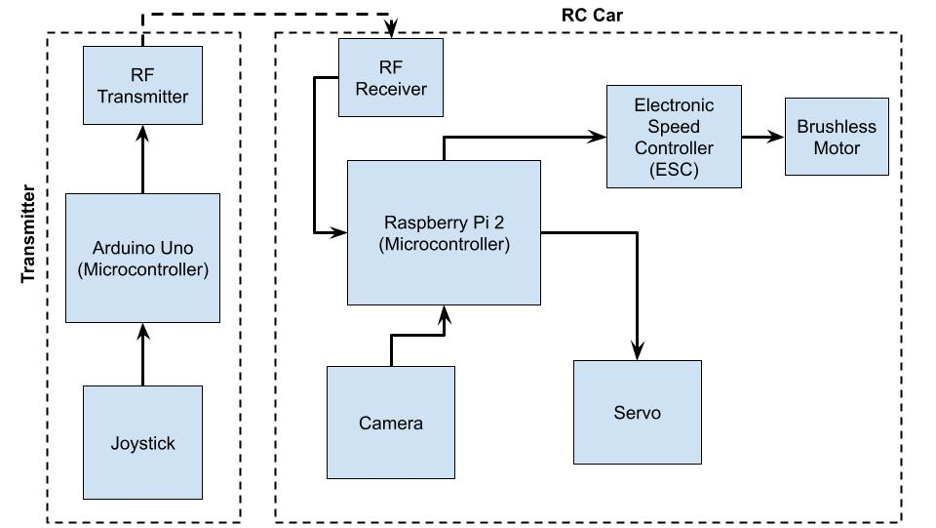 RC Car
RF
Transmitter
RF
Receiver
Electronic
Speed
Controller
(ESC)
Brushless
Motor
Transmitter
Arduino Uno
(Microcontroller)
Raspberry Pi 2
(Microcontroller)
Joystick
Camera
Servo